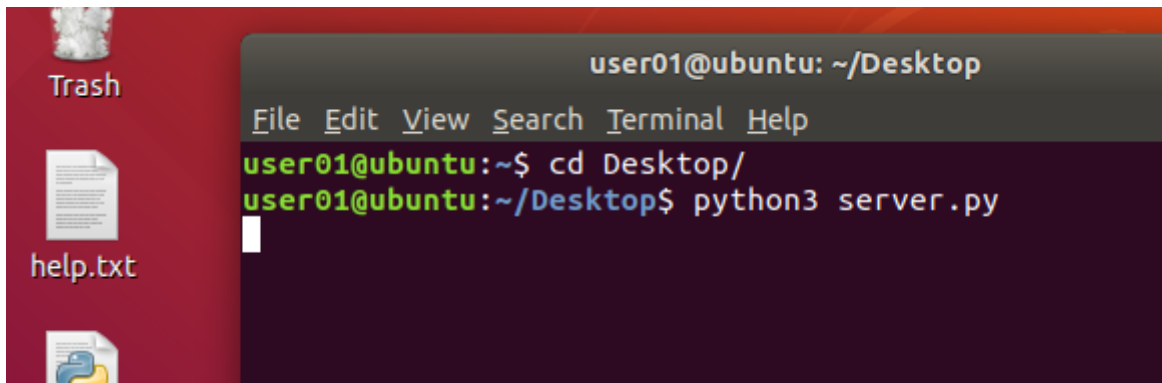 Trash
help.txt
user01@ubuntu: ~/Desktop
File Edit View Search Terminal Help
user01@ubuntu:~$ cd Desktop/
user01@ubuntu:~/Desktop$ python3 server.py